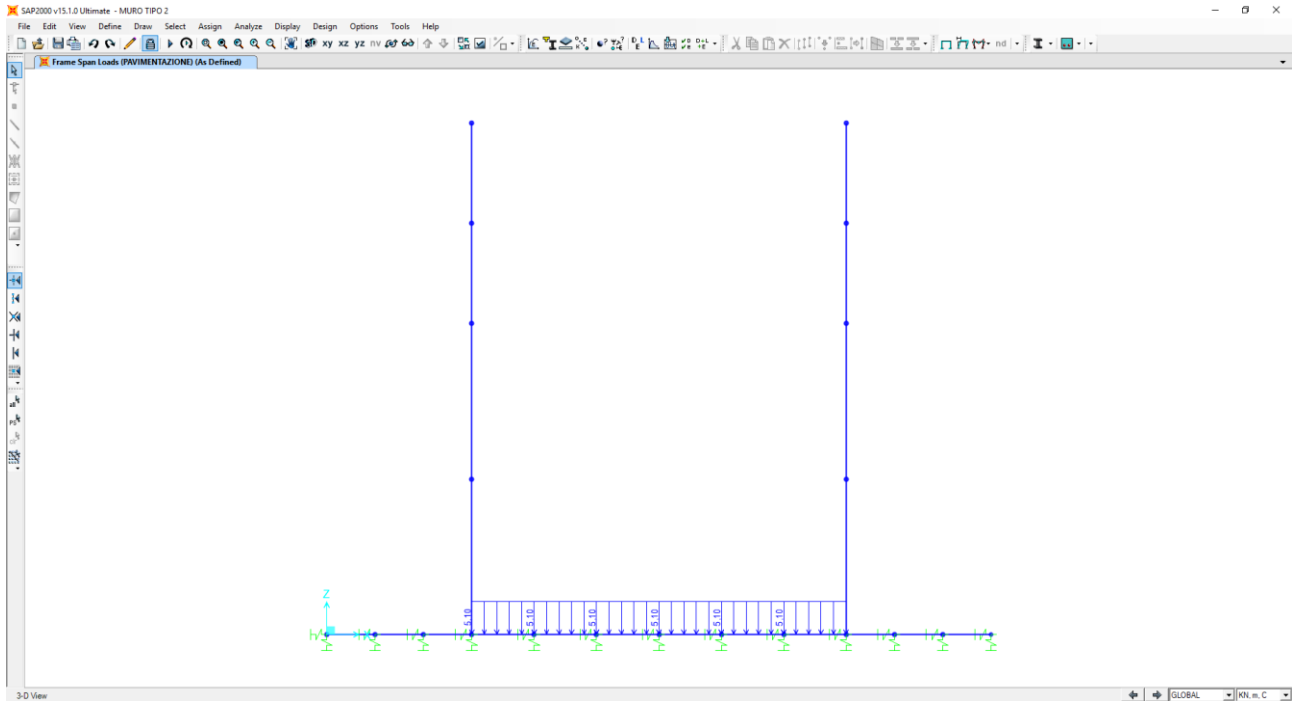 SAP2000 v15.1.0 Ultimate - MURO TIPO 2
File Edit View Define Draw Select Assign Analyze Display Design Options Tools Help
xy xz yz nv nd
Frame Span Loads (PAVIMENTAZIONE) (As Defined)
Z
5.10 5.10 5.10 5.10 5.10 5.10
3-D View GLOBAL KN, m, C